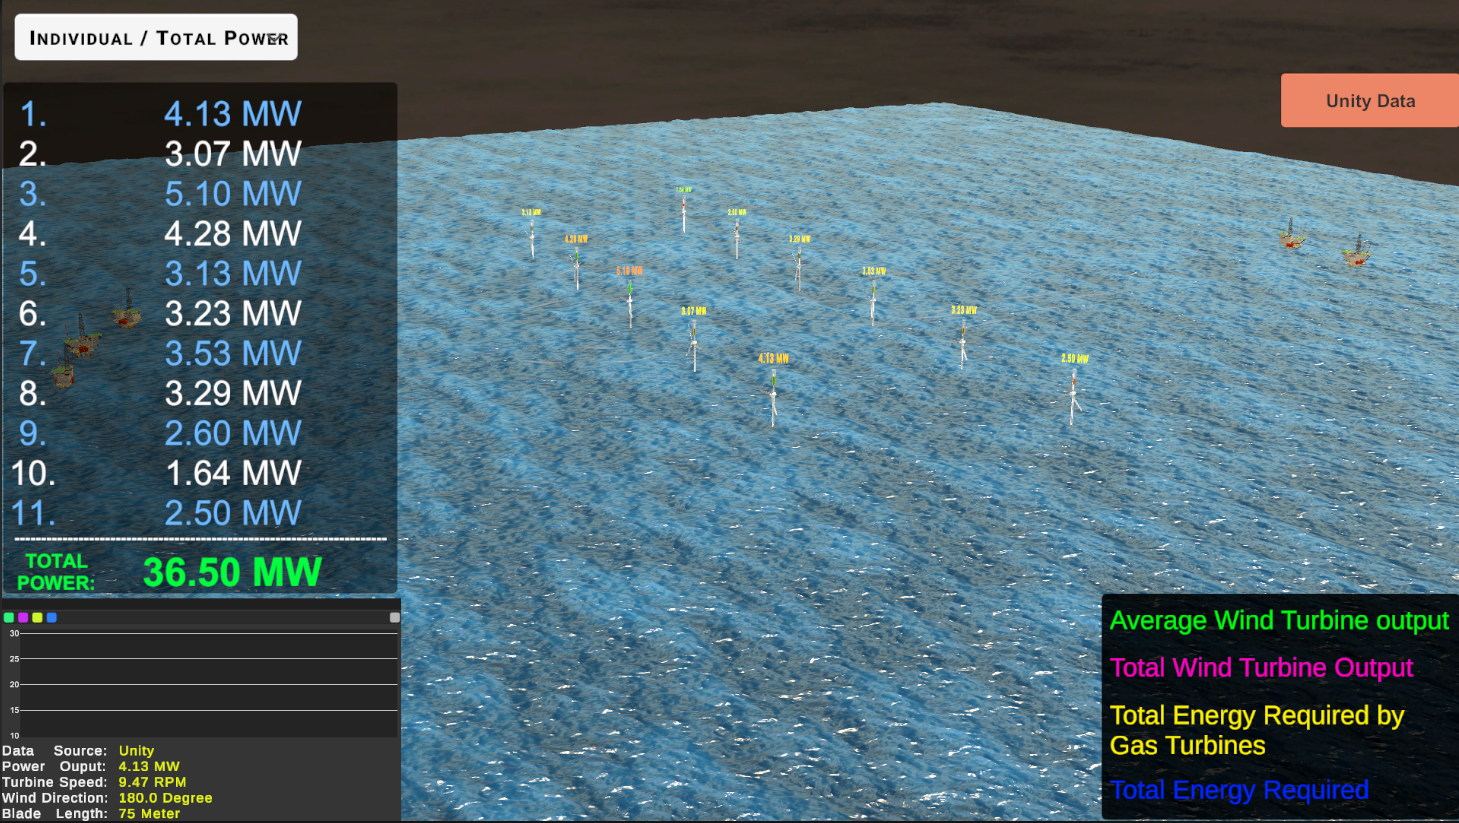 INDIVIDUAL / TOTAL POWER
Unity Data
1. 4.13 MW
2. 3.07 MW
3. 5.10 MW
4. 4.28 MW
5. 3.13 MW
6. 3.23 MW
7. 3.53 MW
8. 3.29 MW
9. 2.60 MW
10. 1.64 MW
11. 2.50 MW
TOTAL
POWER: 36.50 MW
3.13 MW
4.28 MW
5.10 MW
3.07 MW
4.13 MW
3.29 MW
3.53 MW
3.23 MW
2.50 MW
30
25
20
15
10
Data Source: Unity
Power Ouput: 4.13 MW
Turbine Speed: 9.47 RPM
Wind Direction: 180.0 Degree
Blade Length: 75 Meter
Average Wind Turbine output
Total Wind Turbine Output
Total Energy Required by
Gas Turbines
Total Energy Required